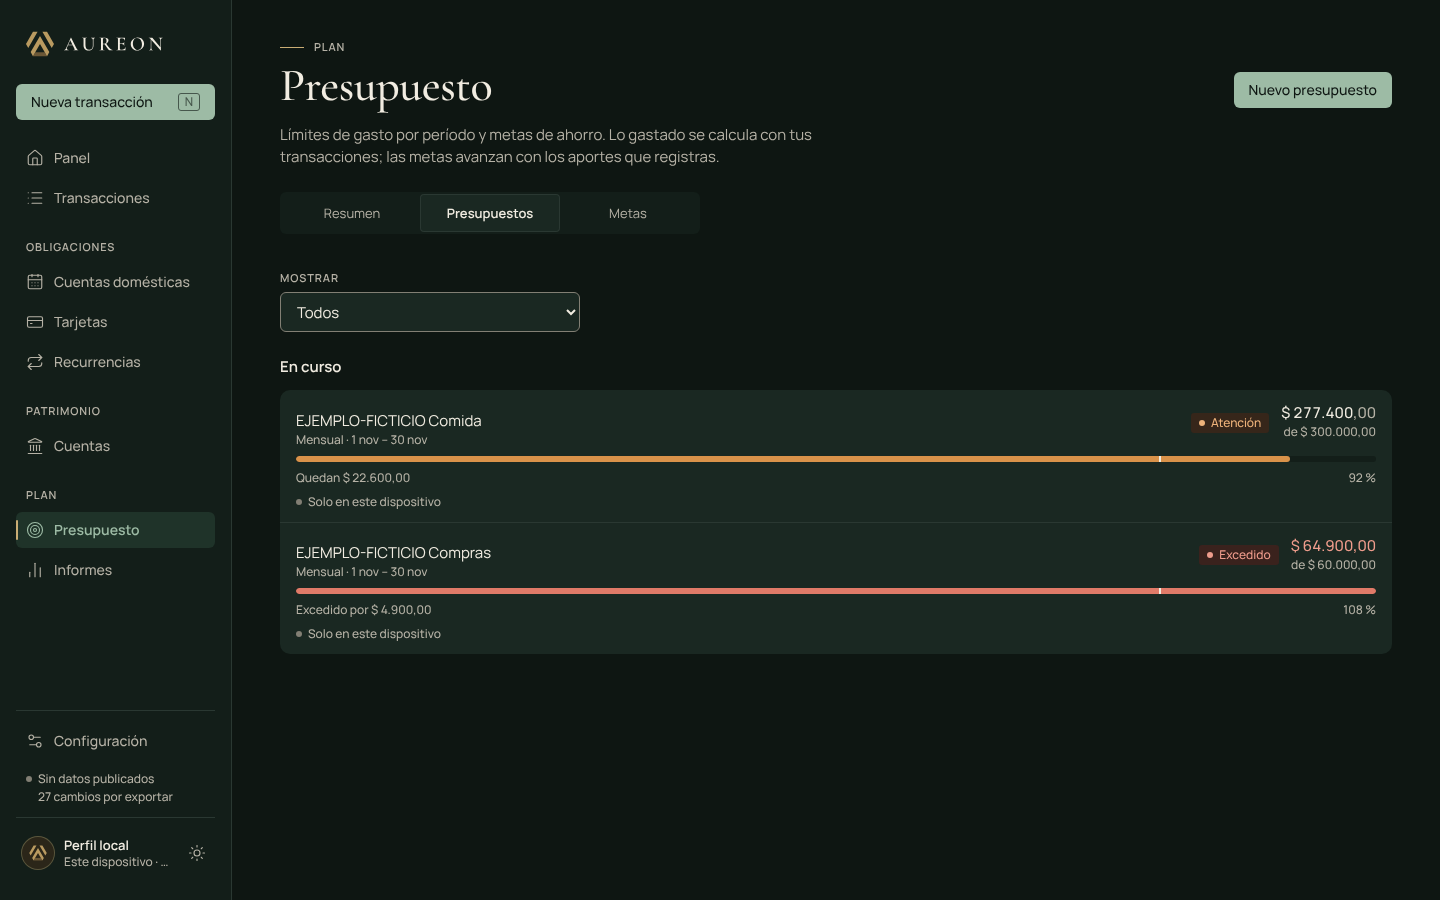 AUREON
Nueva transacción N
Panel
Transacciones
OBLIGACIONES
Cuentas domésticas
Tarjetas
Recurrencias
PATRIMONIO
Cuentas
PLAN
Presupuesto
Informes
Configuración
Sin datos publicados
27 cambios por exportar
Perfil local
Este dispositivo · ...
PLAN
Presupuesto
Nuevo presupuesto
Límites de gasto por período y metas de ahorro. Lo gastado se calcula con tus
transacciones; las metas avanzan con los aportes que registras.
Resumen Presupuestos Metas
MOSTRAR
Todos
En curso
EJEMPLO-FICTICIO Comida
Mensual · 1 nov – 30 nov
Atención
$ 277.400,00
de $ 300.000,00
Quedan $ 22.600,00
92 %
Solo en este dispositivo
EJEMPLO-FICTICIO Compras
Mensual · 1 nov – 30 nov
Excedido
$ 64.900,00
de $ 60.000,00
Excedido por $ 4.900,00
108 %
Solo en este dispositivo